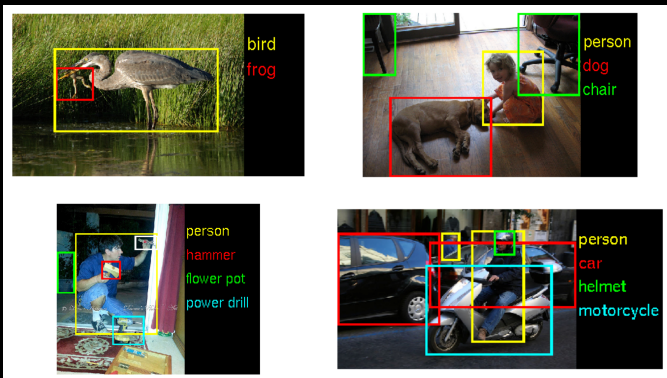 bird
frog
person
dog
chair
person
hammer
flower pot
power drill
person
car
helmet
motorcycle